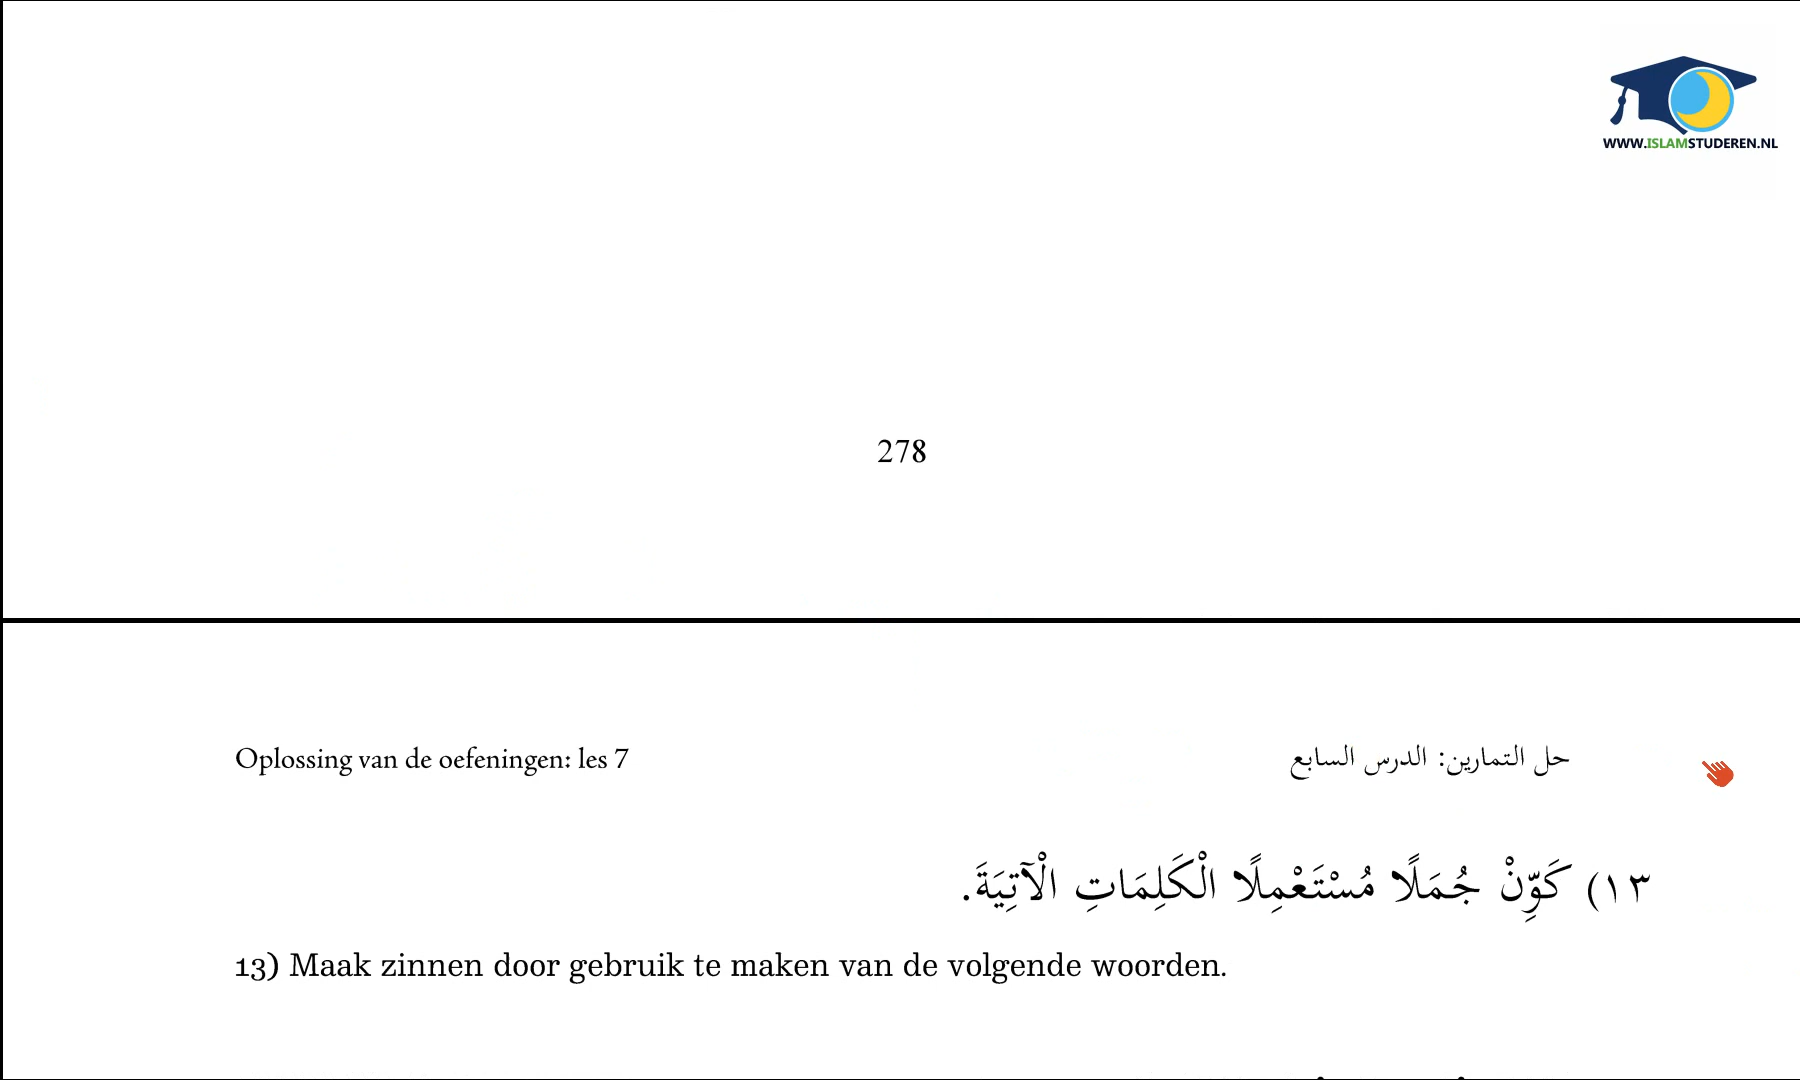 WWW.ISLAMSTUDEREN.NL
278
Oplossing van de oefeningen: les 7
حل التمارين: الدرس السابع
١٣) كَوِّنْ جُمَلًا مُسْتَعْمِلًا الْكَلِمَاتِ الْآتِيَةَ.
13) Maak zinnen door gebruik te maken van de volgende woorden.